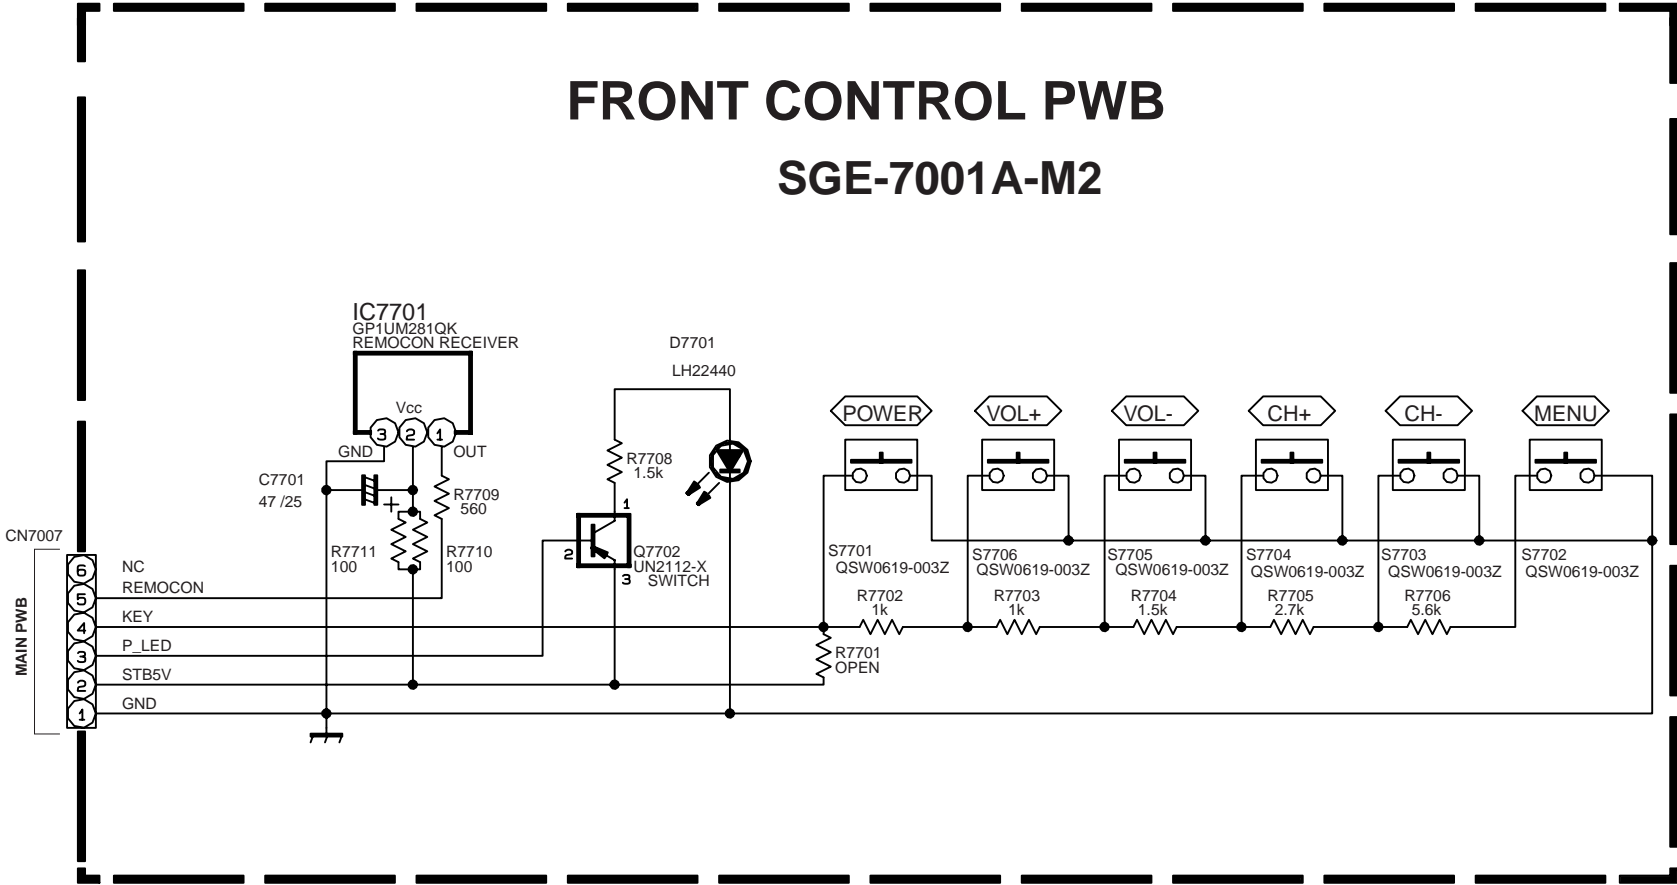 FRONT CONTROL PWB
SGE-7001A-M2
IC7701
GP1UM281QK
REMOCON RECEIVER
Vcc
3 2 1
GND OUT
C7701
47 /25
+
R7709
560
R7711
100
R7710
100
D7701
LH22440
R7708
1.5k
1
2
3
Q7702
UN2112-X
SWITCH
POWER VOL+ VOL- CH+ CH- MENU
S7701
QSW0619-003Z
S7706
QSW0619-003Z
S7705
QSW0619-003Z
S7704
QSW0619-003Z
S7703
QSW0619-003Z
S7702
QSW0619-003Z
R7702
1k
R7703
1k
R7704
1.5k
R7705
2.7k
R7706
5.6k
R7701
OPEN
CN7007
MAIN PWB
6 NC
5 REMOCON
4 KEY
3 P_LED
2 STB5V
1 GND